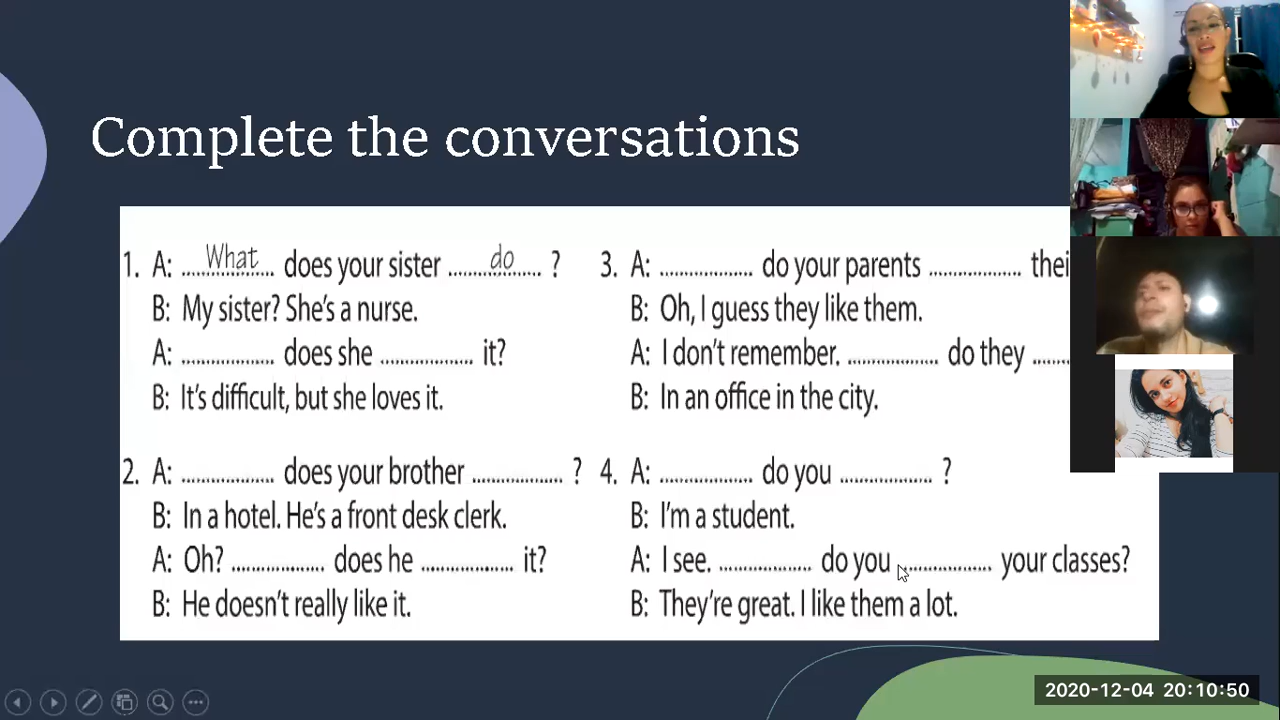 Complete the conversations
1. A: What does your sister do ?
B: My sister? She's a nurse.
A: .................. does she .................. it?
B: It's difficult, but she loves it.
2. A: .................. does your brother .................. ?
B: In a hotel. He's a front desk clerk.
A: Oh? .................. does he .................. it?
B: He doesn't really like it.
3. A: .................. do your parents .................. thei
B: Oh, I guess they like them.
A: I don't remember. .................. do they .......
B: In an office in the city.
4. A: .................. do you .................. ?
B: I'm a student.
A: I see. .................. do you .................. your classes?
B: They're great. I like them a lot.
2020-12-04 20:10:50